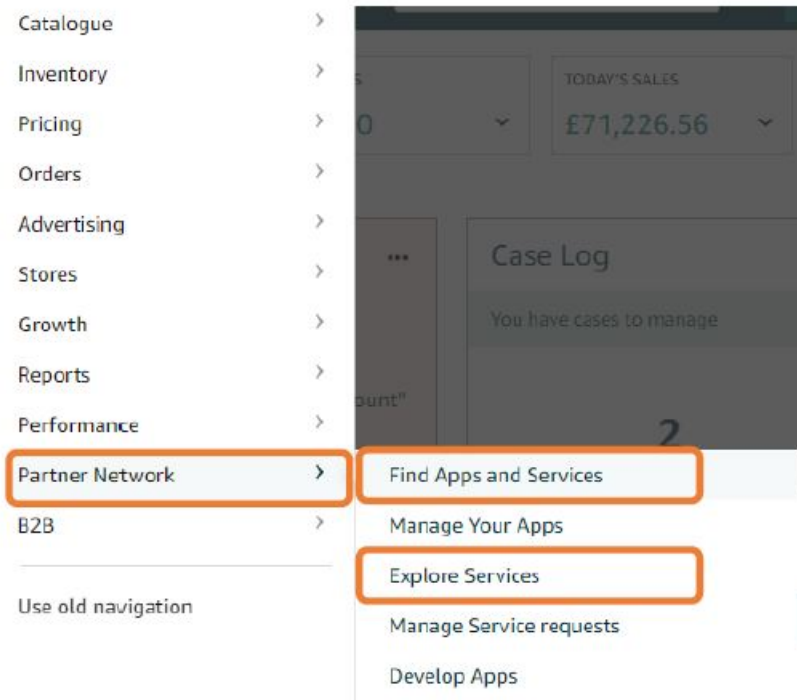 Catalogue
Inventory
Pricing
Orders
Advertising
Stores
Growth
Reports
Performance
Partner Network
B2B
Use old navigation
S
0
TODAY'S SALES
£71,226.56
Case Log
You have cases to manage
ount"
2
Find Apps and Services
Manage Your Apps
Explore Services
Manage Service requests
Develop Apps